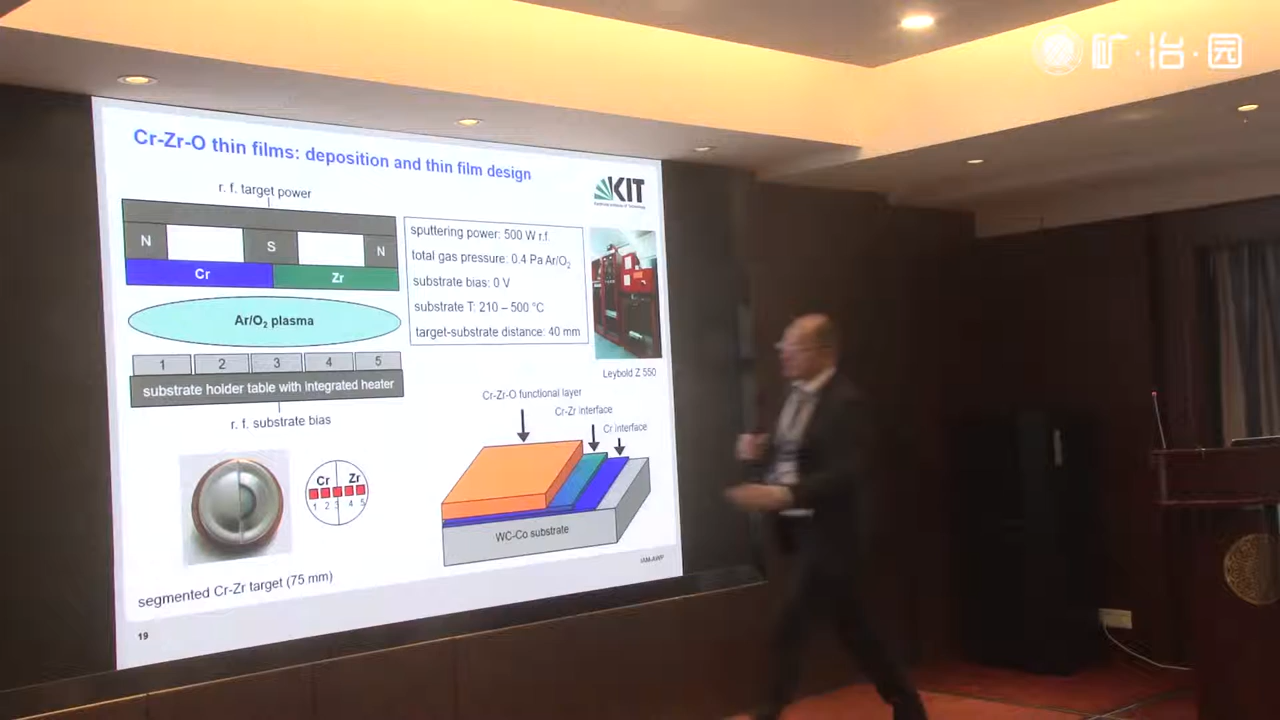 矿·冶·园
Cr-Zr-O thin films: deposition and thin film design
KIT
r. f. target power
N
S
N
Cr
Zr
Ar/O₂ plasma
1
2
3
4
5
substrate holder table with integrated heater
r. f. substrate bias
sputtering power: 500 W r.f.
total gas pressure: 0.4 Pa Ar/O₂
substrate bias: 0 V
substrate T: 210 – 500 °C
target-substrate distance: 40 mm
Leybold Z 550
Cr-Zr-O functional layer
Cr-Zr interface
Cr interface
WC-Co substrate
Cr
Zr
1 2 3 4 5
segmented Cr-Zr target (75 mm)
IAM-AWP
19